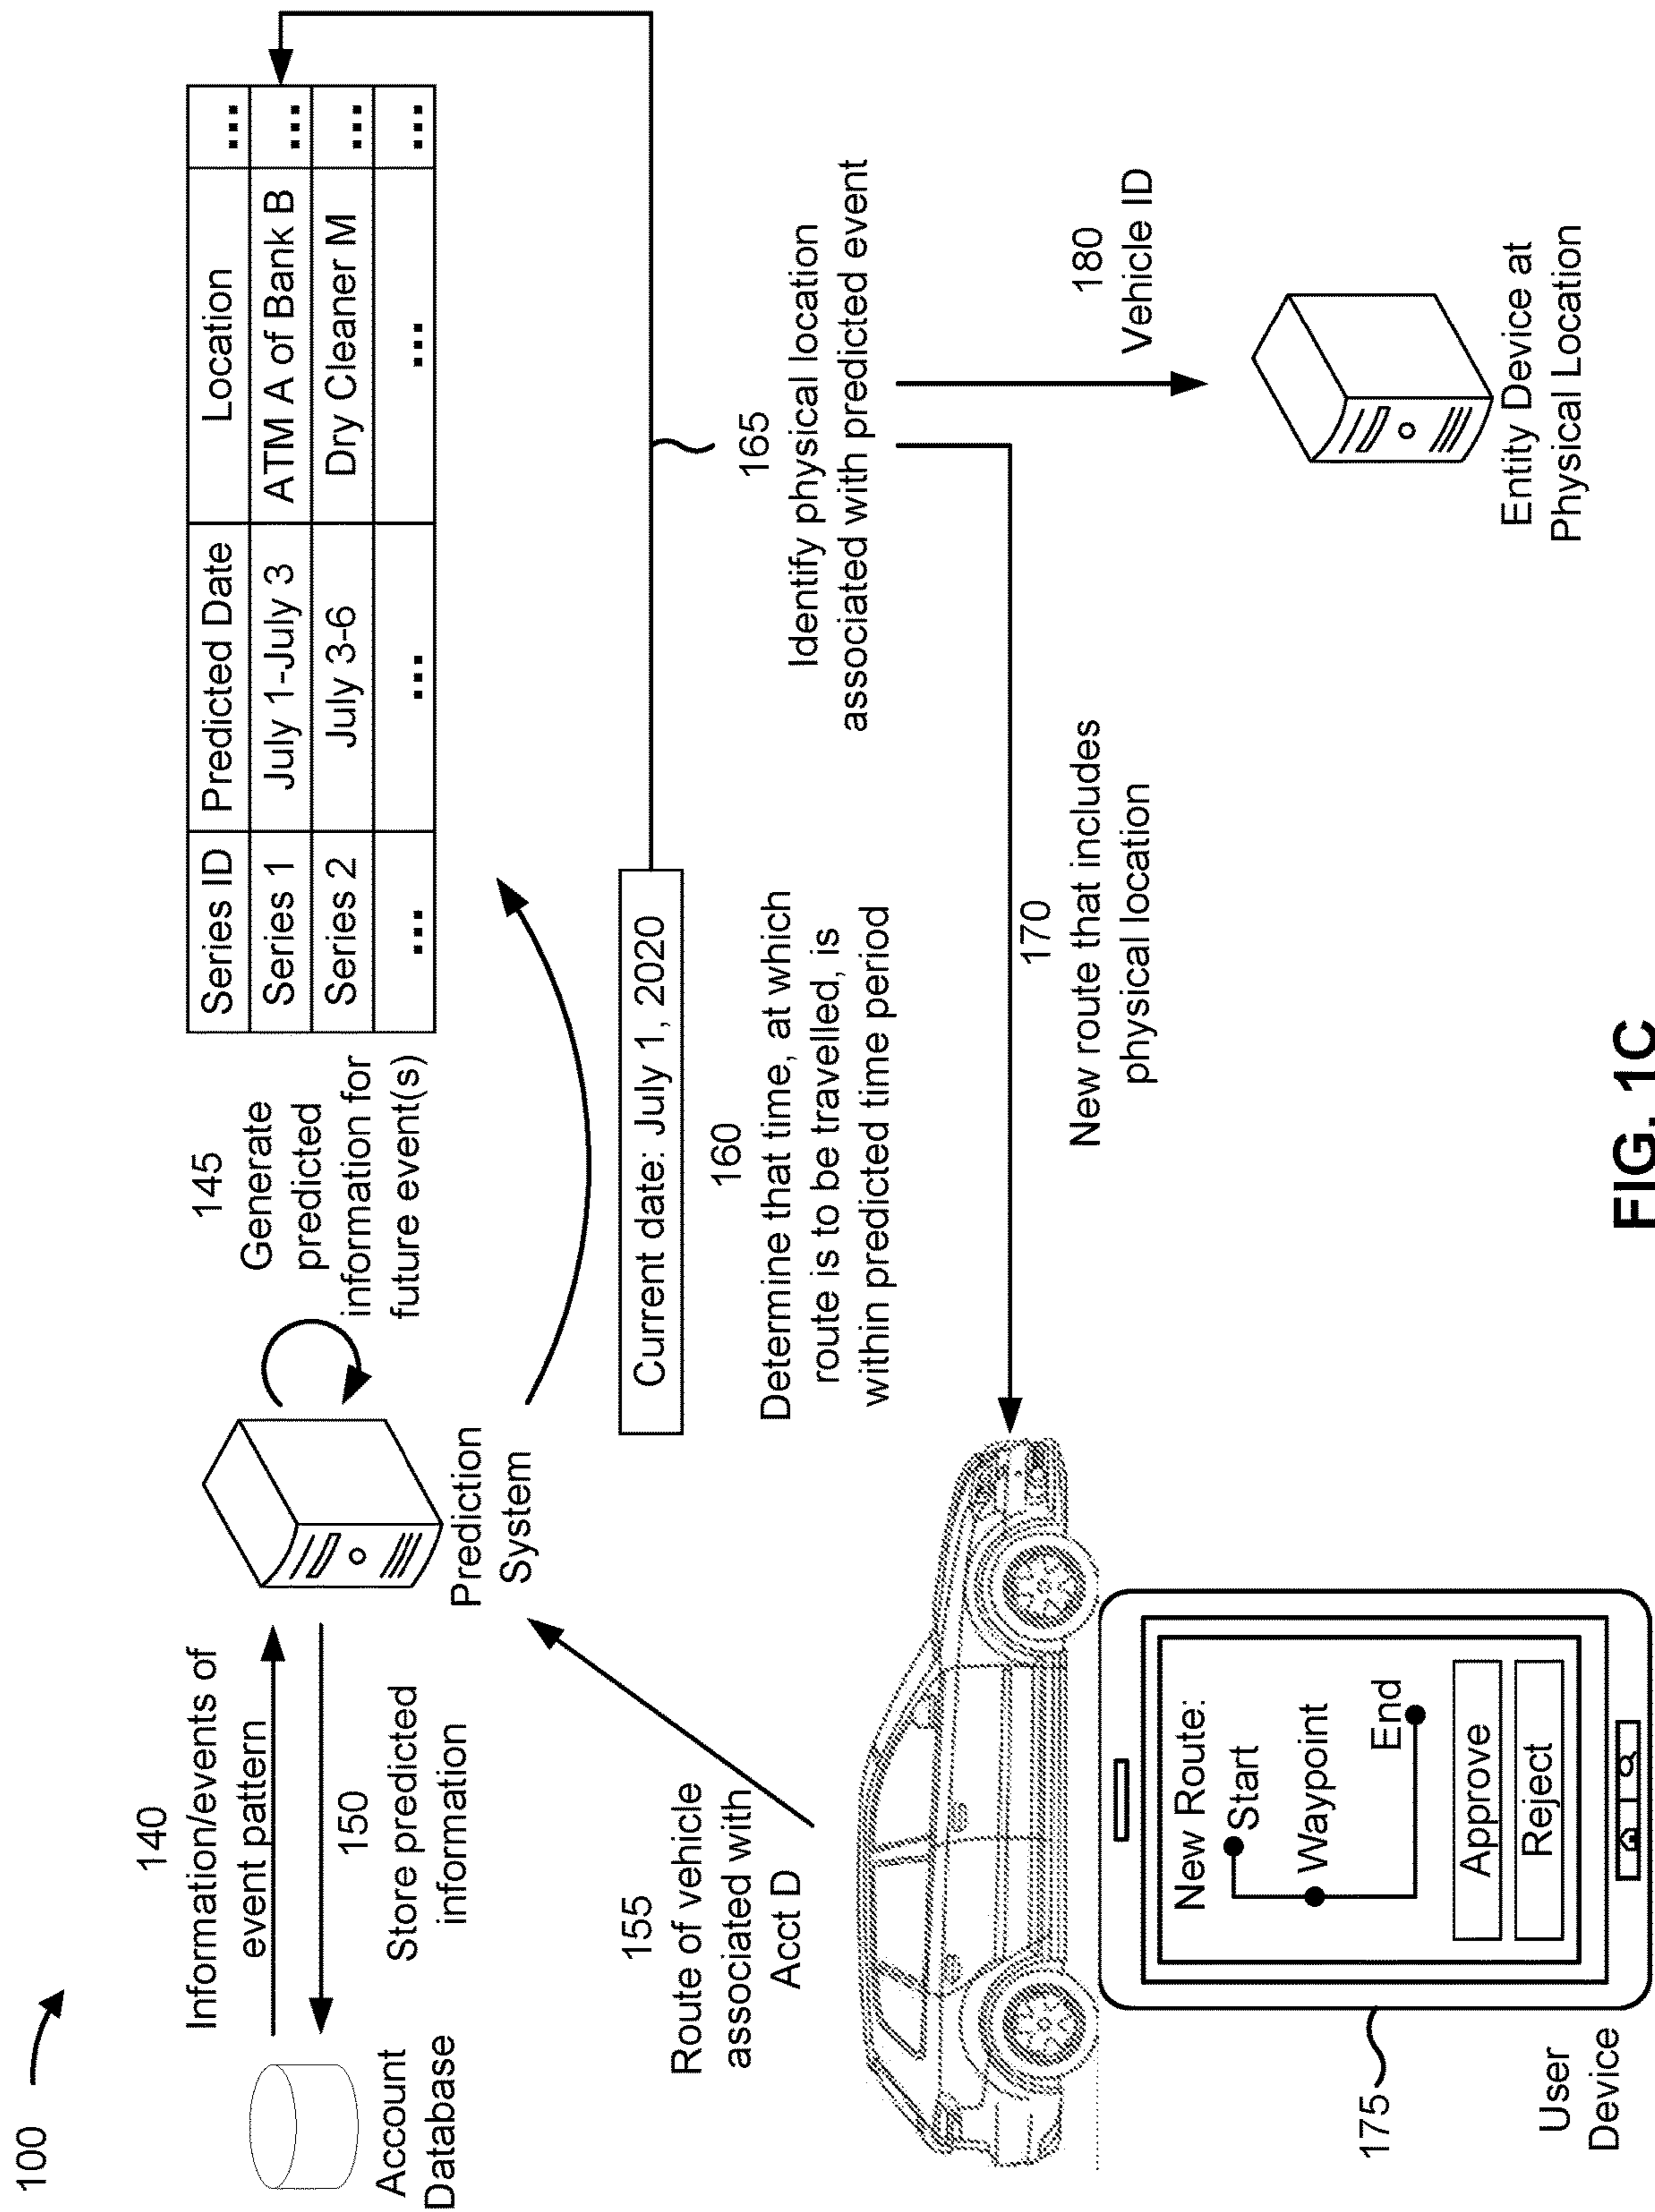 100
140
Information/events of
event pattern
150
Store predicted
information
Account
Database
Prediction
System
145
Generate
predicted
information for
future event(s)
Series ID Predicted Date Location ...
Series 1 July 1-July 3 ATM A of Bank B ...
Series 2 July 3-6 Dry Cleaner M ...
... ... ... ...
155
Route of vehicle
associated with
Acct D
Current date: July 1, 2020
160
Determine that time, at which
route is to be travelled, is
within predicted time period
165
Identify physical location
associated with predicted event
170
New route that includes
physical location
180
Vehicle ID
Entity Device at
Physical Location
175
User
Device
New Route:
Start
Waypoint
End
Approve
Reject
FIG. 1C